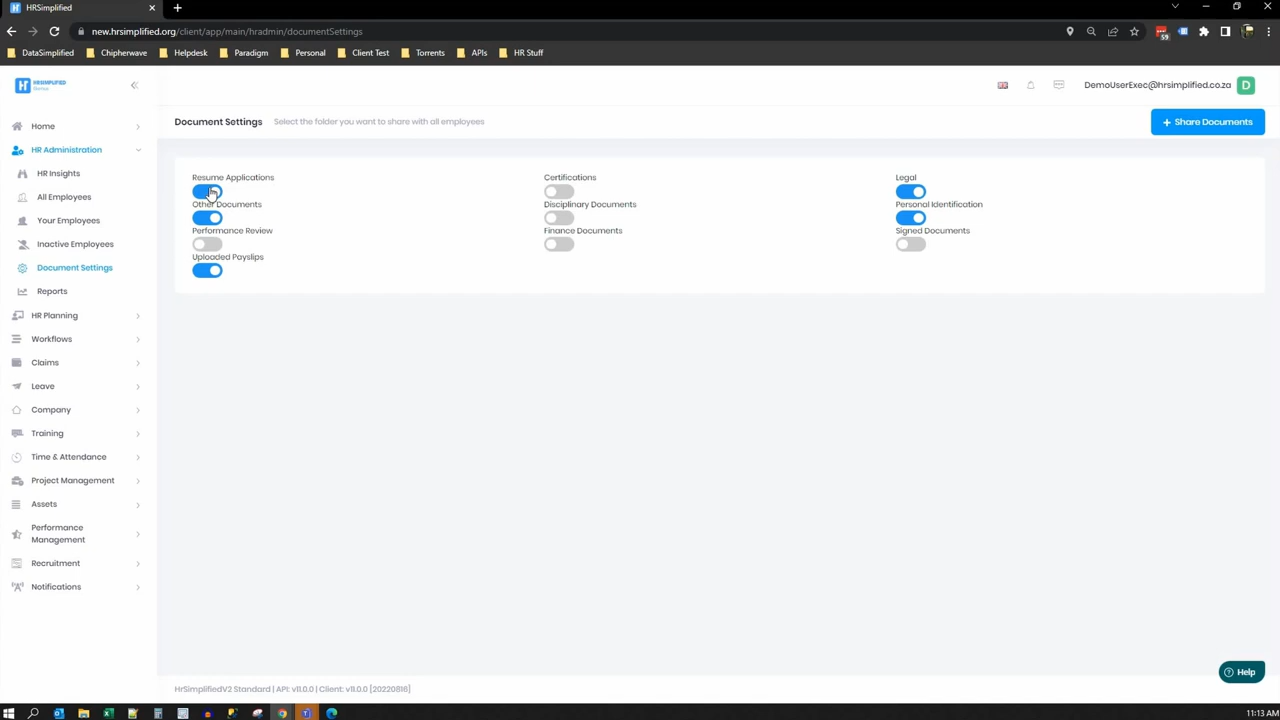 HRSimplified
new.hrsimplified.org/client/app/main/hradmin/documentSettings
59
DataSimplified
Chipherwave
Helpdesk
Paradigm
Personal
Client Test
Torrents
APIs
HR Stuff
HRSIMPLIFIED
DemoUserExec@hrsimplified.co.za
D
Document Settings
Select the folder you want to share with all employees
+ Share Documents
Home
HR Administration
HR Insights
All Employees
Your Employees
Inactive Employees
Document Settings
Reports
HR Planning
Workflows
Claims
Leave
Company
Training
Time & Attendance
Project Management
Assets
Performance
Management
Recruitment
Notifications
Resume Applications
Certifications
Legal
Other Documents
Disciplinary Documents
Personal Identification
Performance Review
Finance Documents
Signed Documents
Uploaded Payslips
Help
HrSimplifiedV2 Standard | API: v11.0.0 | Client: v11.0.0 [20220816]
11:13 AM